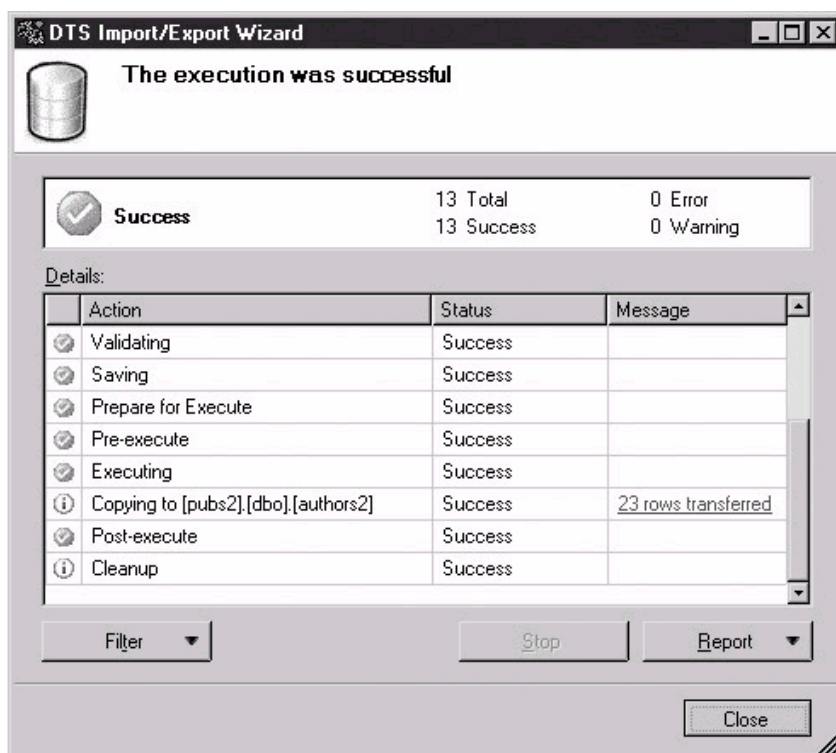 DTS Import/Export Wizard
The execution was successful
Success
13 Total
0 Error
13 Success
0 Warning
Details:
Action Status Message
Validating Success
Saving Success
Prepare for Execute Success
Pre-execute Success
Executing Success
Copying to [pubs2].[dbo].[authors2] Success 23 rows transferred
Post-execute Success
Cleanup Success
Filter Stop Report
Close